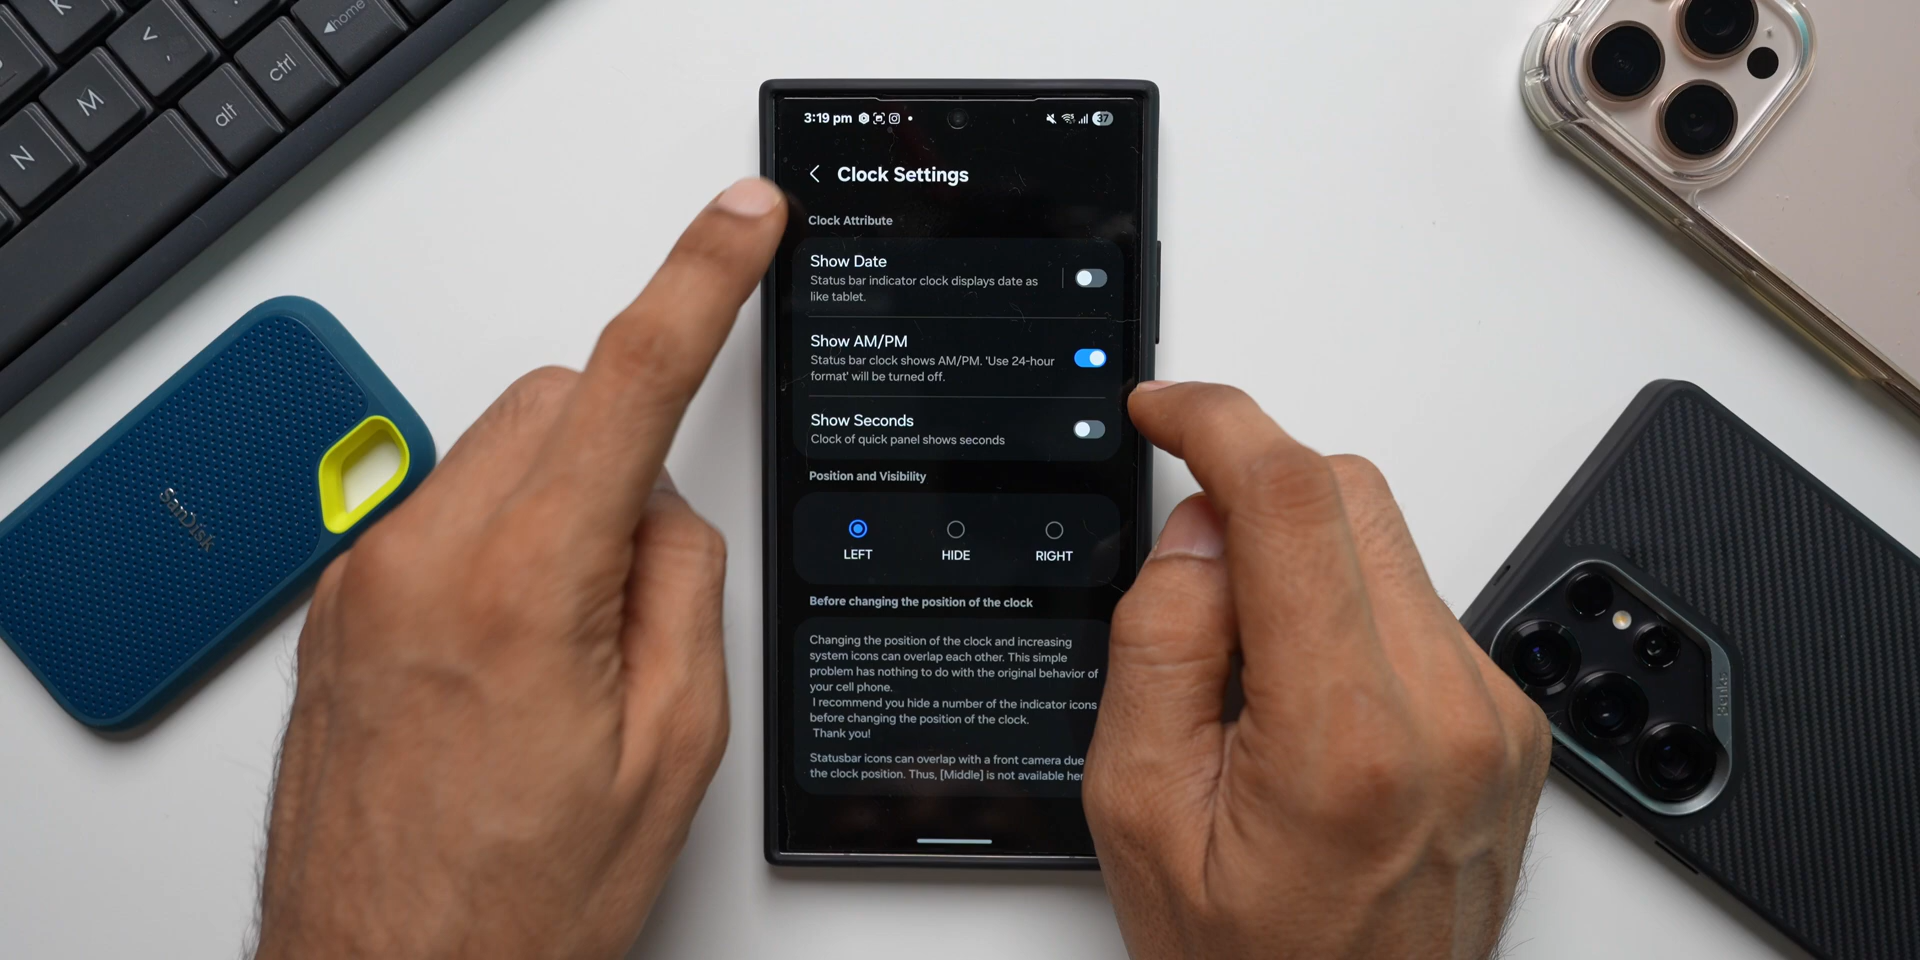 home
ctrl
alt
M
N
K
<
SanDisk
3:19 pm
37
Clock Settings
Clock Attribute
Show Date
Status bar indicator clock displays date as
like tablet.
Show AM/PM
Status bar clock shows AM/PM. 'Use 24-hour
format' will be turned off.
Show Seconds
Clock of quick panel shows seconds
Position and Visibility
LEFT HIDE RIGHT
Before changing the position of the clock
Changing the position of the clock and increasing
system icons can overlap each other. This simple
problem has nothing to do with the original behavior of
your cell phone.
I recommend you hide a number of the indicator icons
before changing the position of the clock.
Thank you!
Statusbar icons can overlap with a front camera due
the clock position. Thus, [Middle] is not available